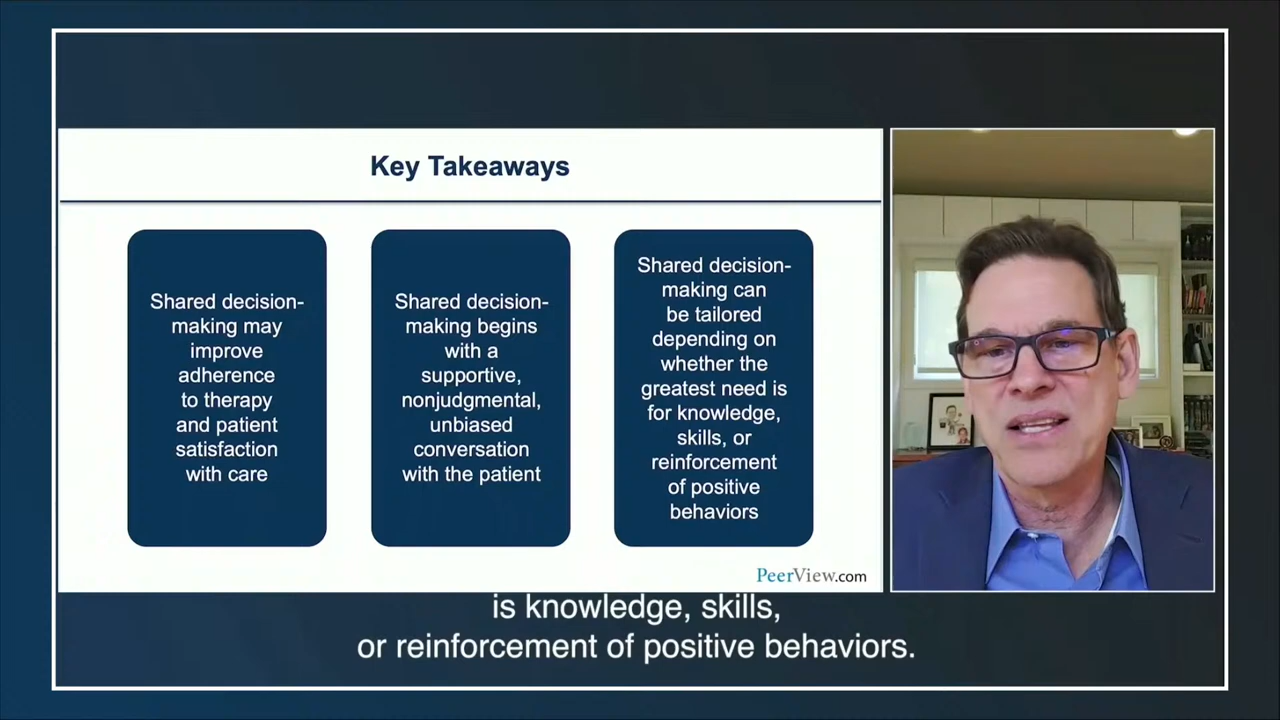 Key Takeaways
Shared decision-
making may
improve
adherence
to therapy
and patient
satisfaction
with care
Shared decision-
making begins
with a
supportive,
nonjudgmental,
unbiased
conversation
with the patient
Shared decision-
making can
be tailored
depending on
whether the
greatest need is
for knowledge,
skills, or
reinforcement
of positive
behaviors
PeerView.com
is knowledge, skills,
or reinforcement of positive behaviors.